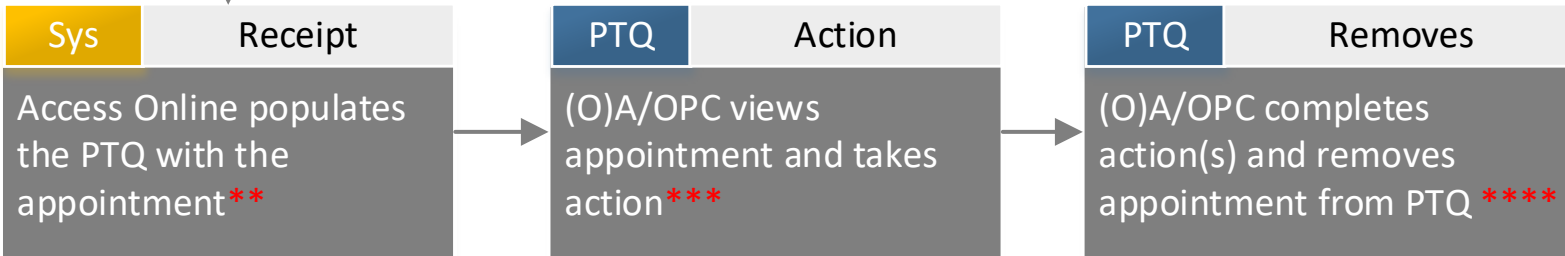 Sys Receipt
Access Online populates
the PTQ with the
appointment**
PTQ Action
(O)A/OPC views
appointment and takes
action***
PTQ Removes
(O)A/OPC completes
action(s) and removes
appointment from PTQ ****